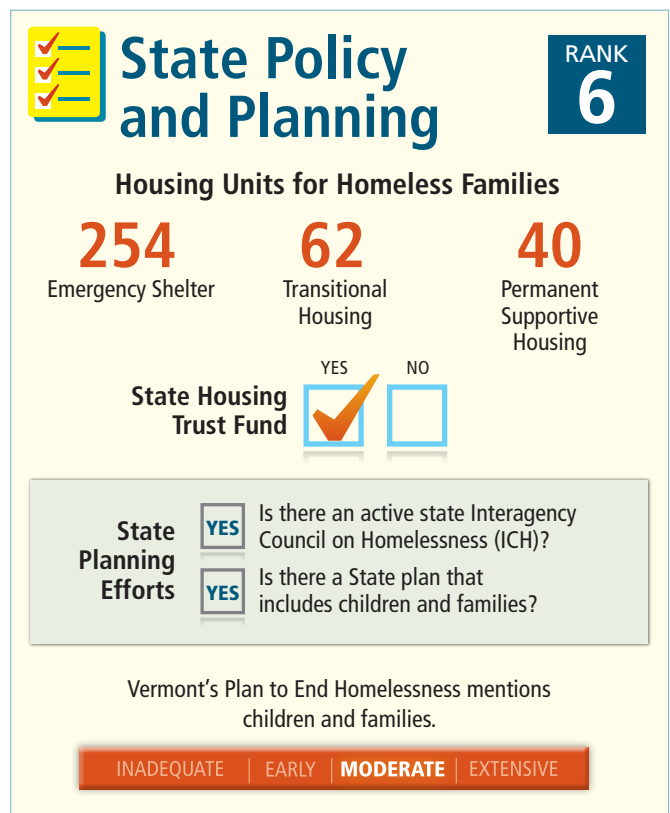 State Policy
and Planning
RANK
6
Housing Units for Homeless Families
254
Emergency Shelter
62
Transitional
Housing
40
Permanent
Supportive
Housing
YES
NO
State Housing
Trust Fund
State
Planning
Efforts
YES
Is there an active state Interagency
Council on Homelessness (ICH)?
YES
Is there a State plan that
includes children and families?
Vermont's Plan to End Homelessness mentions
children and families.
INADEQUATE | EARLY | MODERATE | EXTENSIVE